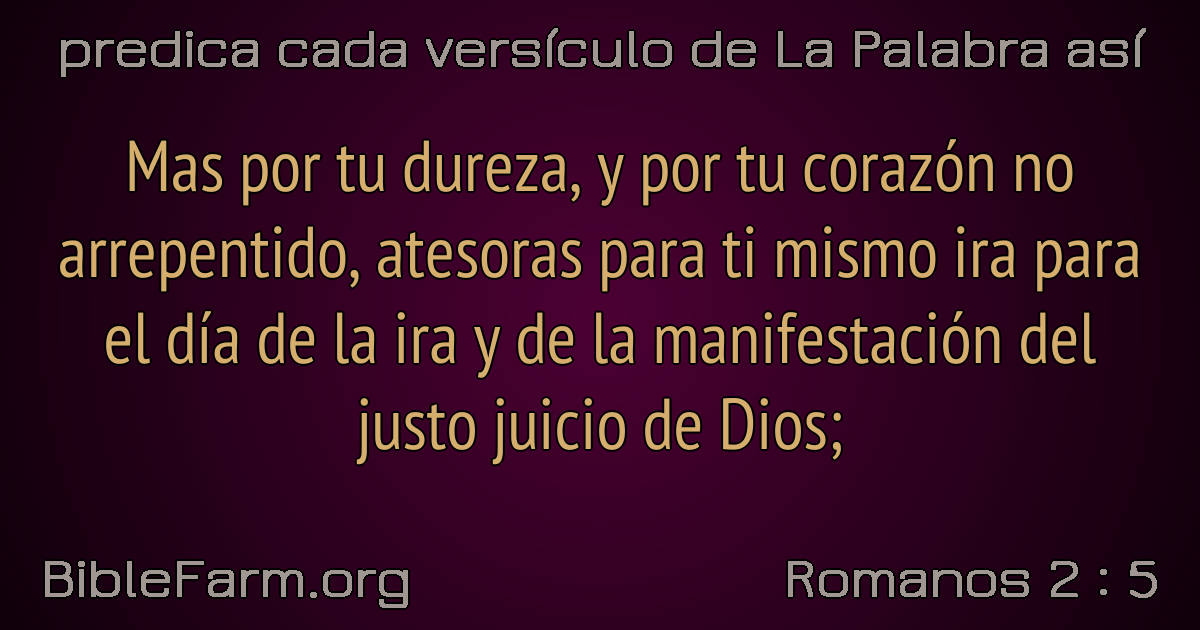 predica cada versículo de La Palabra así
Mas por tu dureza, y por tu corazón no
arrepentido, atesoras para ti mismo ira para
el día de la ira y de la manifestación del
justo juicio de Dios;
BibleFarm.org
Romanos 2 : 5